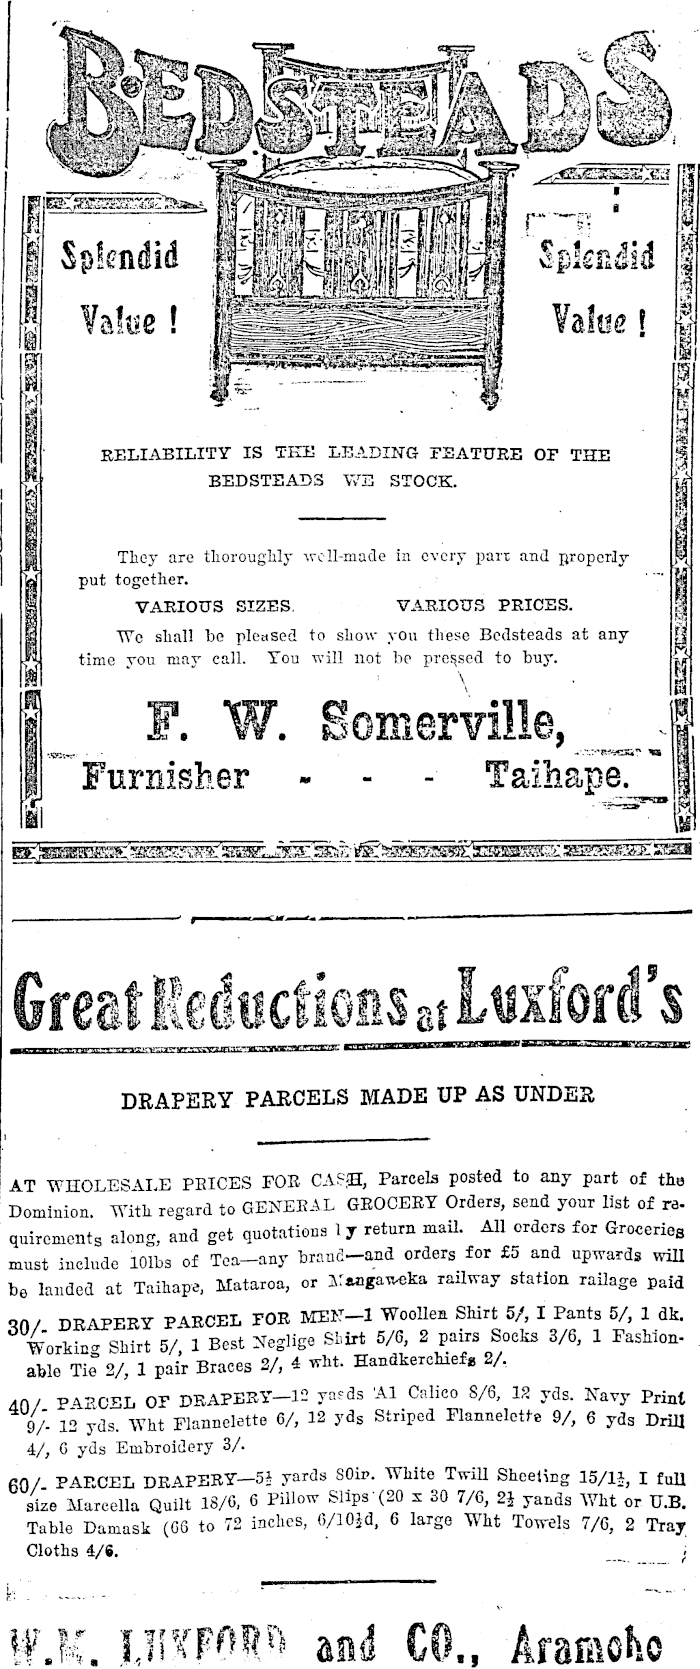 BEDSTEADS
Splendid
Value !
Splendid
Value !
RELIABILITY IS THE LEADING FEATURE OF THE
BEDSTEADS WE STOCK.
They are thoroughly well-made in every part and properly
put together.
VARIOUS SIZES. VARIOUS PRICES.
We shall be pleased to show you these Bedsteads at any
time you may call. You will not be pressed to buy.
F. W. Somerville,
Furnisher - - - Taihape.
Great Reductions at Luxford's
DRAPERY PARCELS MADE UP AS UNDER
AT WHOLESALE PRICES FOR CASH, Parcels posted to any part of the
Dominion. With regard to GENERAL GROCERY Orders, send your list of re-
quirements along, and get quotations by return mail. All orders for Groceries
must include 10lbs of Tea—any brand—and orders for £5 and upwards will
be landed at Taihape, Mataroa, or Mangaweka railway station railage paid
30/- DRAPERY PARCEL FOR MEN—1 Woollen Shirt 5/, I Pants 5/, 1 dk.
Working Shirt 5/, 1 Best Neglige Shirt 5/6, 2 pairs Socks 3/6, 1 Fashion-
able Tie 2/, 1 pair Braces 2/, 4 wht. Handkerchiefs 2/.
40/- PARCEL OF DRAPERY—12 yards A1 Calico 8/6, 12 yds. Navy Print
9/- 12 yds. Wht Flannelette 6/, 12 yds Striped Flannelette 9/, 6 yds Drill
4/, 6 yds Embroidery 3/.
60/- PARCEL DRAPERY—5½ yards 80in. White Twill Sheeting 15/1½, I full
size Marcella Quilt 18/6, 6 Pillow Slips (20 x 30 7/6, 2½ yands Wht or U.B.
Table Damask (66 to 72 inches, 6/10½d, 6 large Wht Towels 7/6, 2 Tray
Cloths 4/6.
W.M. LUXFORD and CO., Aramoho